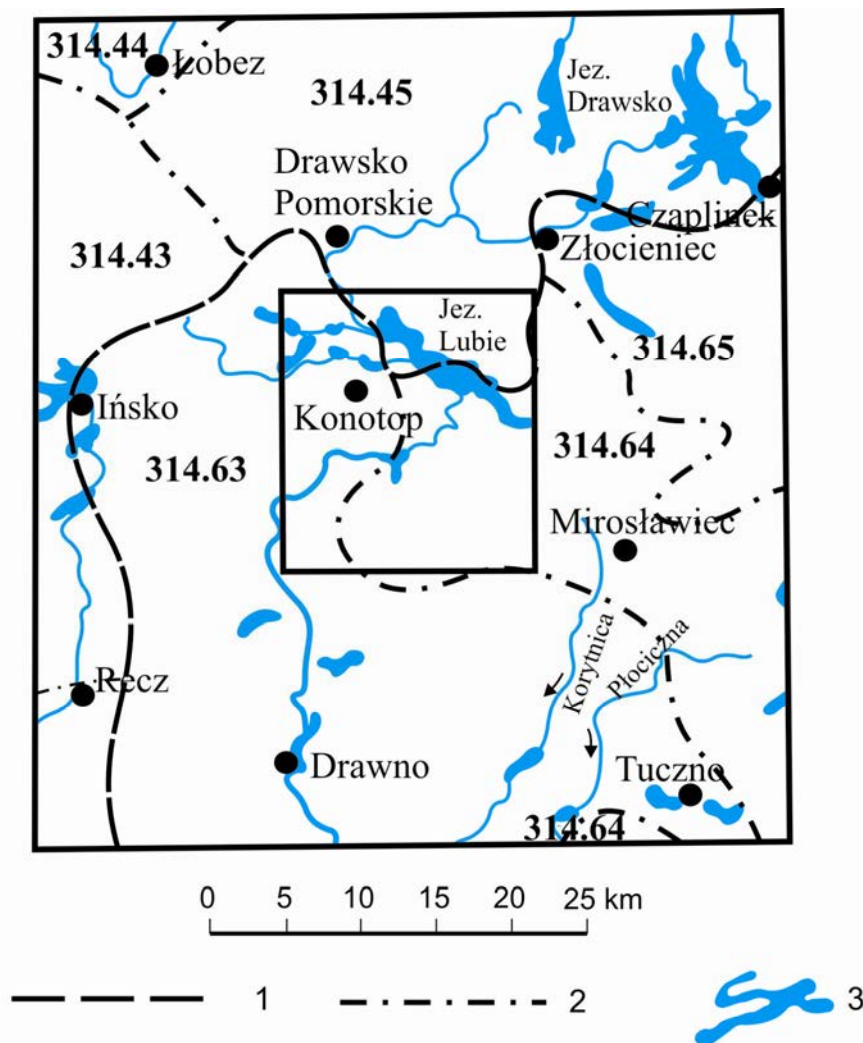 314.44
Łobez
314.45
Jez.
Drawsko
Drawsko
Pomorskie
Czaplinek
Złocieniec
314.43
Jez.
Lubie
314.65
Ińsko
Konotop
314.63
314.64
Mirosławiec
Korytnica
Płociczna
Recz
Drawno
Tuczno
314.64
0 5 10 15 20 25 km
1 2 3